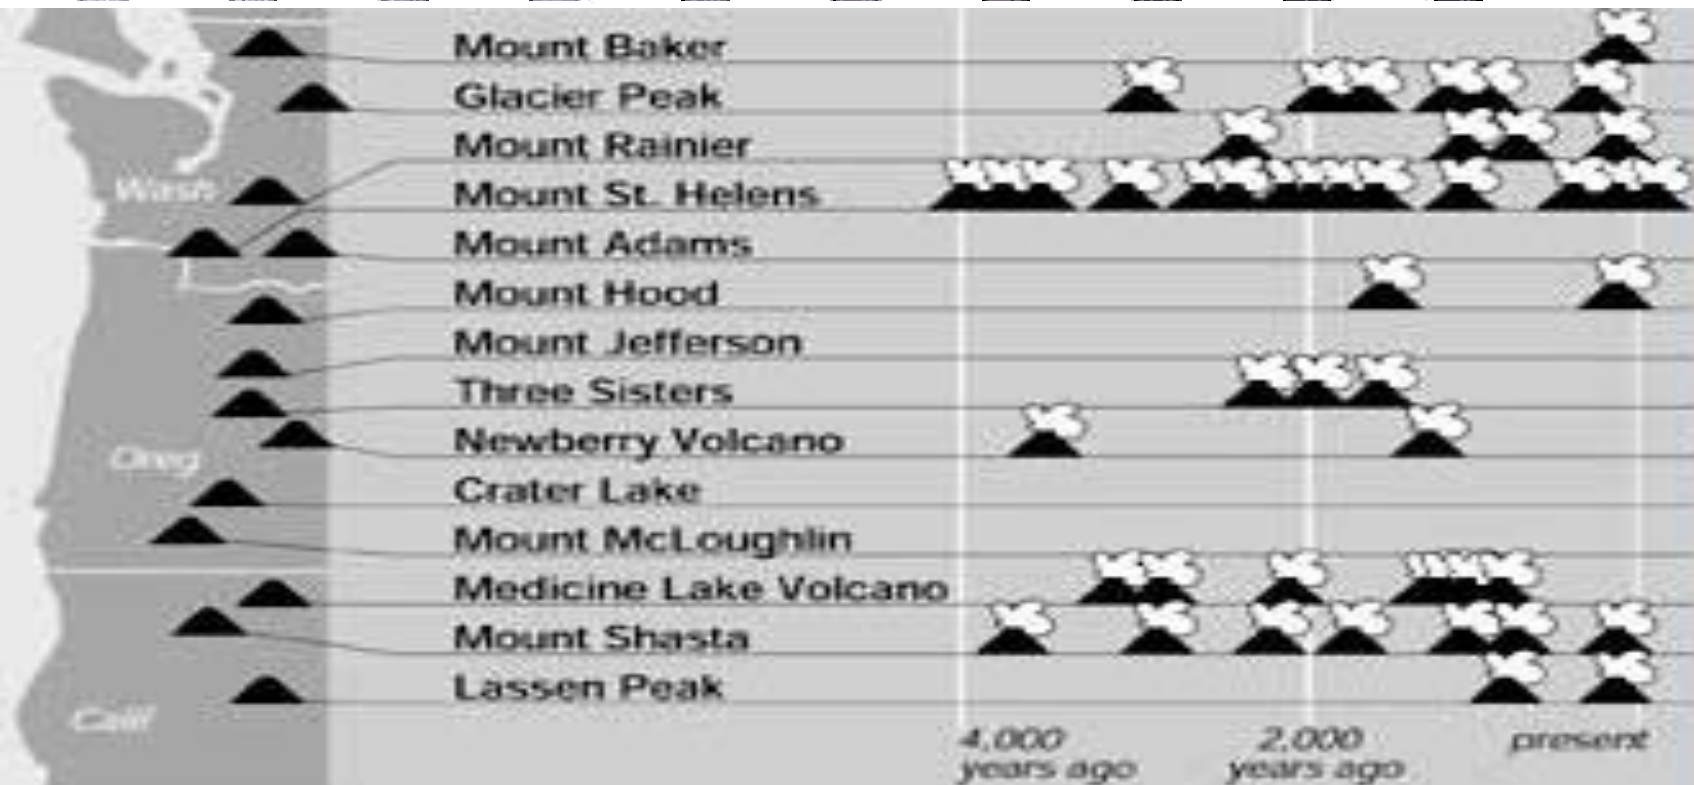 Mount Baker
Glacier Peak
Mount Rainier
Wash
Mount St. Helens
Mount Adams
Mount Hood
Mount Jefferson
Three Sisters
Newberry Volcano
Oreg
Crater Lake
Mount McLoughlin
Medicine Lake Volcano
Mount Shasta
Lassen Peak
Calif
4,000 2,000 present
years ago years ago